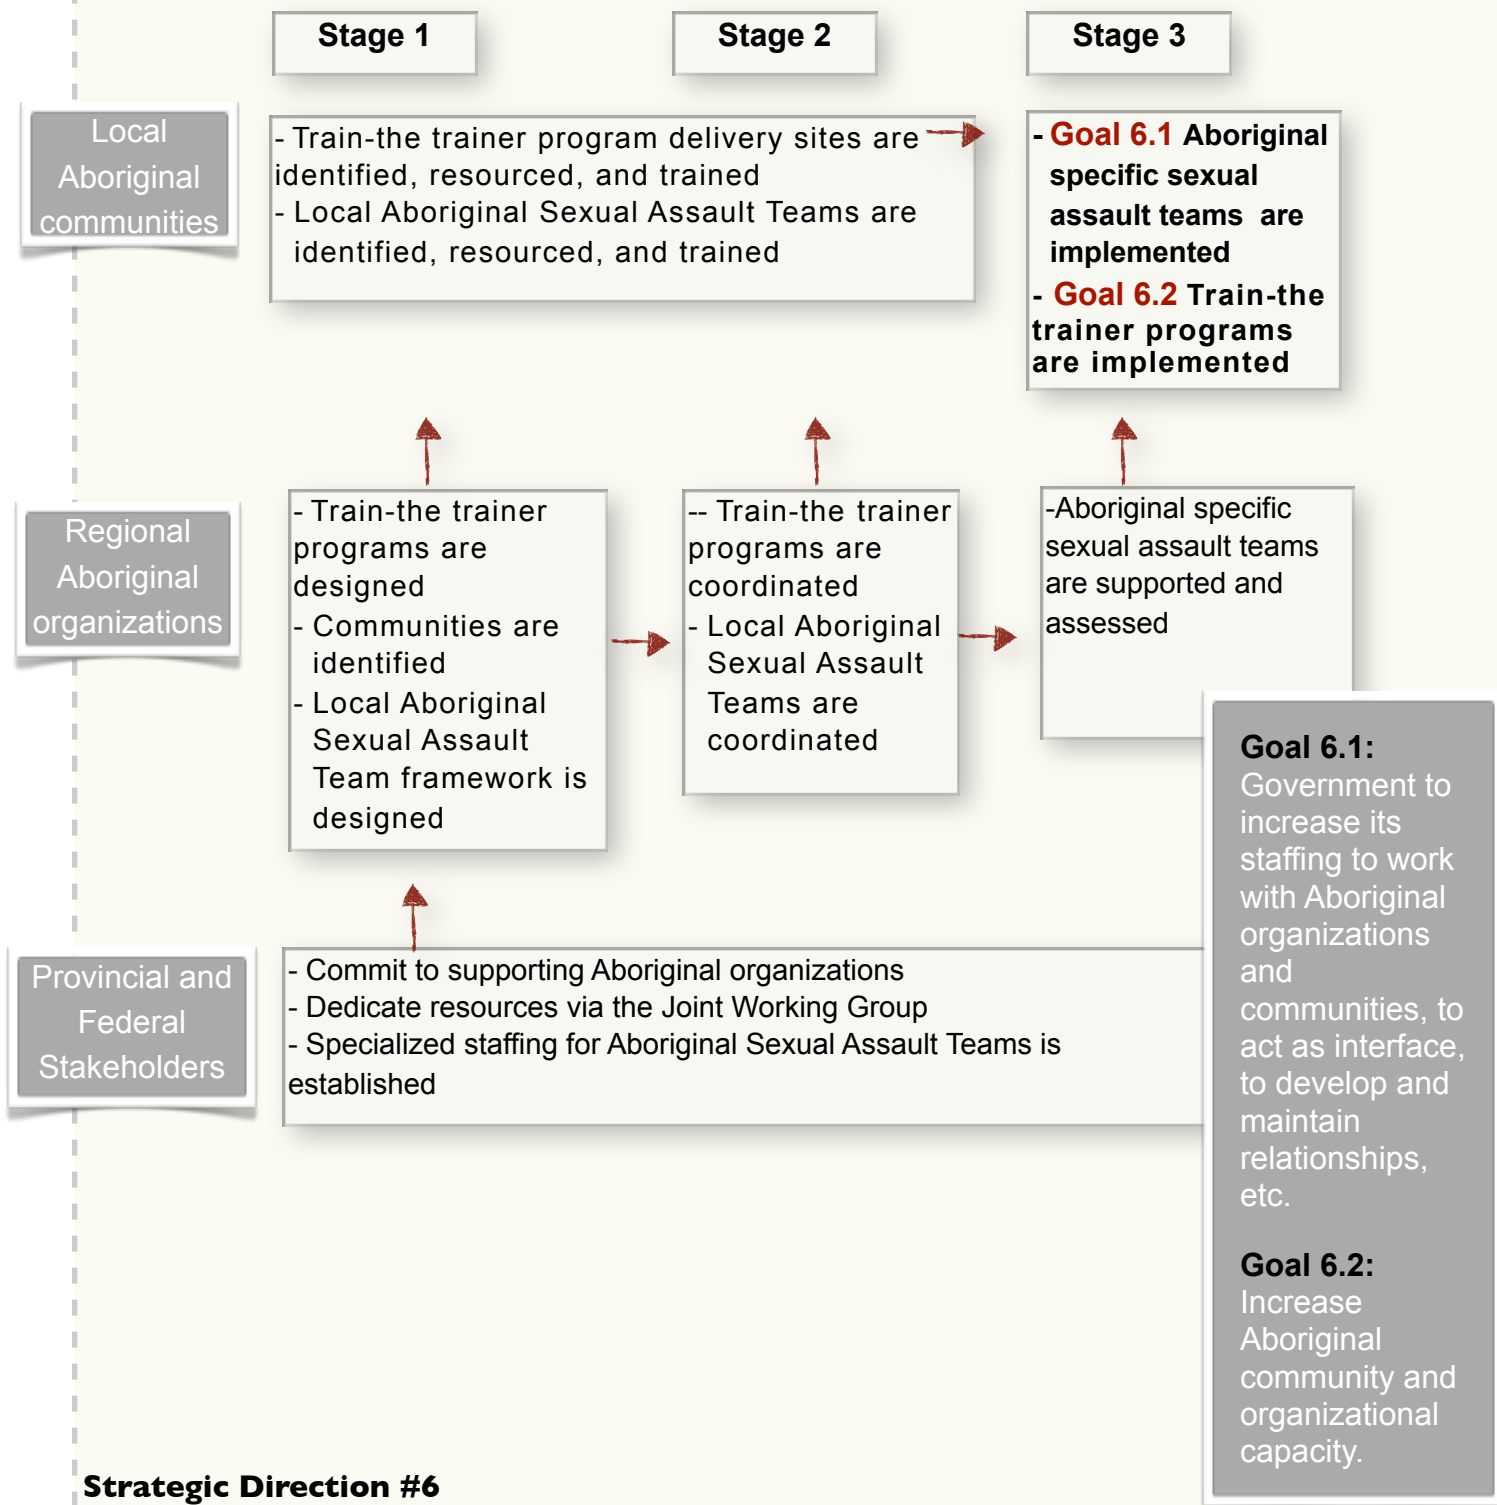 Stage 1
Stage 2
Stage 3
Local
Aboriginal
communities
- Train-the trainer program delivery sites are
identified, resourced, and trained
- Local Aboriginal Sexual Assault Teams are
identified, resourced, and trained
- Goal 6.1 Aboriginal
specific sexual
assault teams are
implemented
- Goal 6.2 Train-the
trainer programs
are implemented
Regional
Aboriginal
organizations
- Train-the trainer
programs are
designed
- Communities are
identified
- Local Aboriginal
Sexual Assault
Team framework is
designed
-- Train-the trainer
programs are
coordinated
- Local Aboriginal
Sexual Assault
Teams are
coordinated
-Aboriginal specific
sexual assault teams
are supported and
assessed
Provincial and
Federal
Stakeholders
- Commit to supporting Aboriginal organizations
- Dedicate resources via the Joint Working Group
- Specialized staffing for Aboriginal Sexual Assault Teams is
established
Goal 6.1:
Government to
increase its
staffing to work
with Aboriginal
organizations
and
communities, to
act as interface,
to develop and
maintain
relationships,
etc.
Goal 6.2:
Increase
Aboriginal
community and
organizational
capacity.
Strategic Direction #6